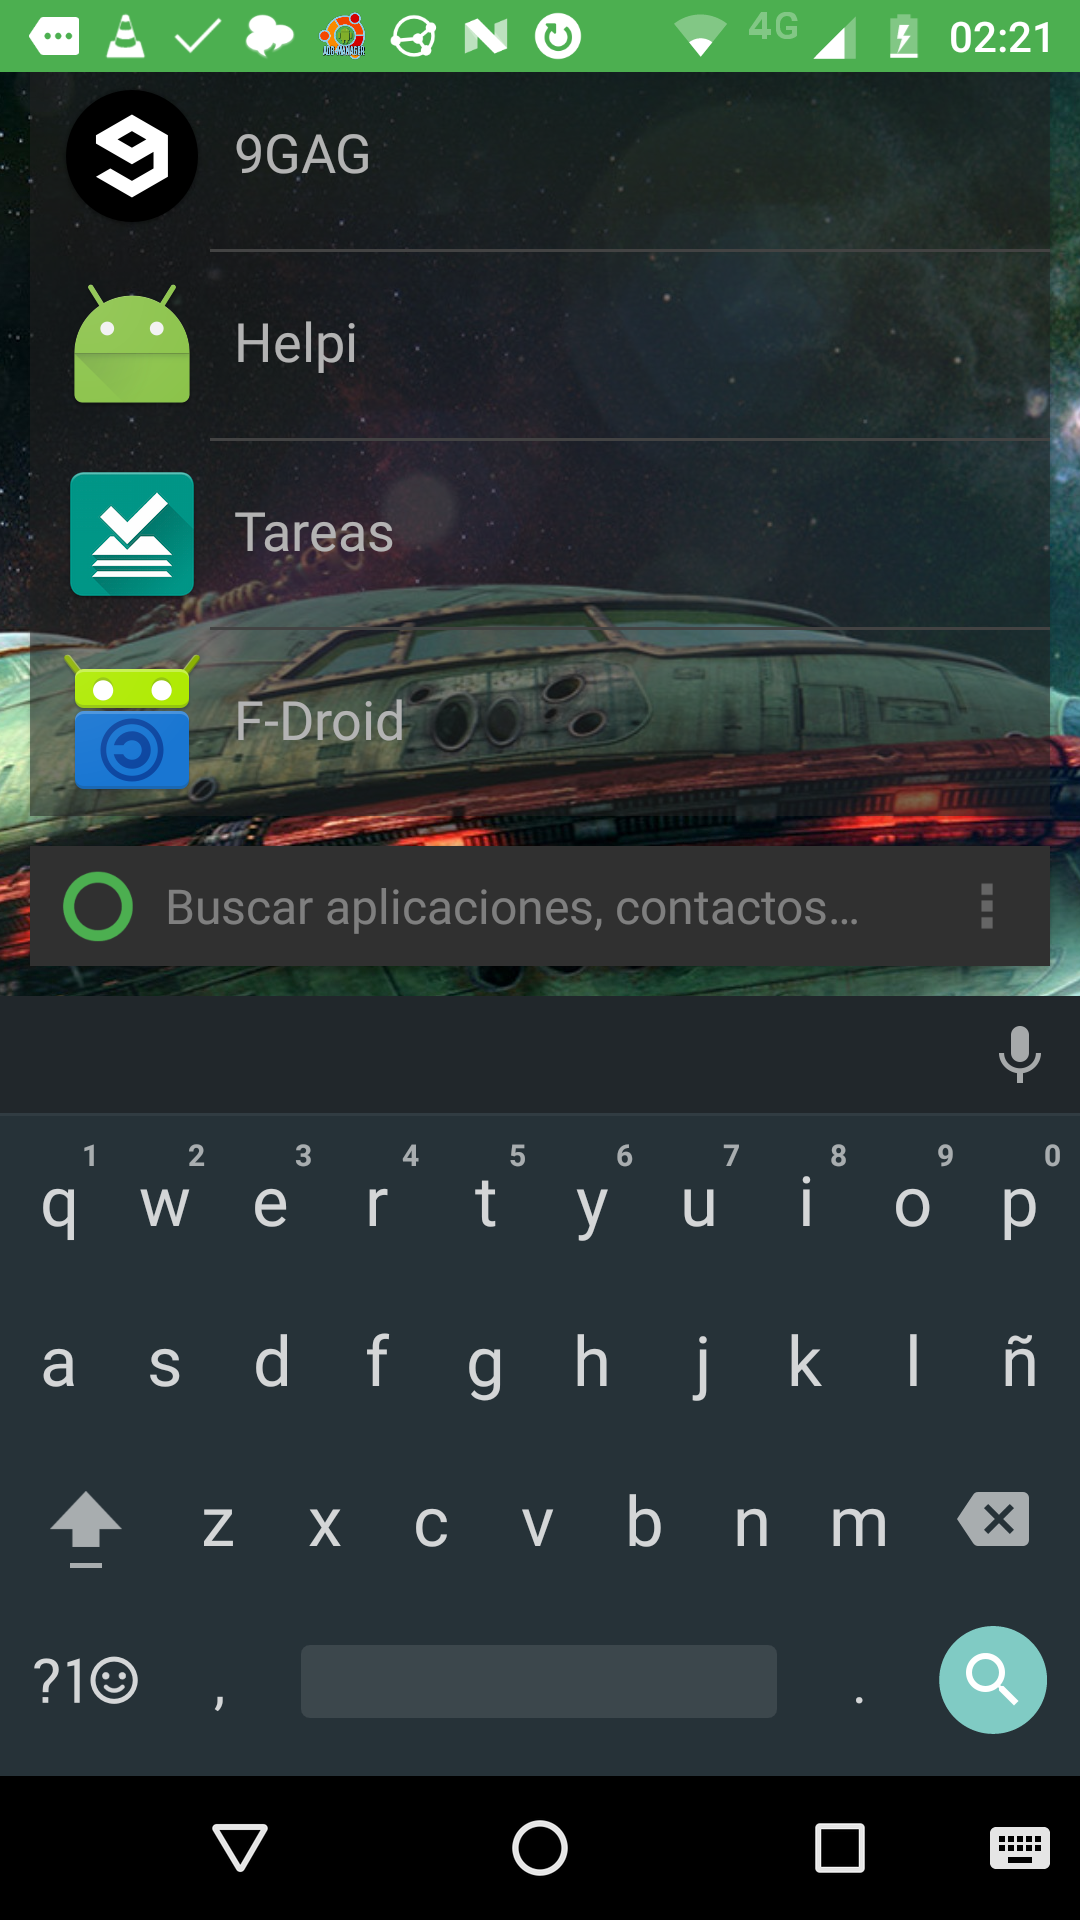 4G 02:21
9GAG
Helpi
Tareas
F-Droid
Buscar aplicaciones, contactos...
1 2 3 4 5 6 7 8 9 0
q w e r t y u i o p
a s d f g h j k l ñ
z x c v b n m
?1☺ , .